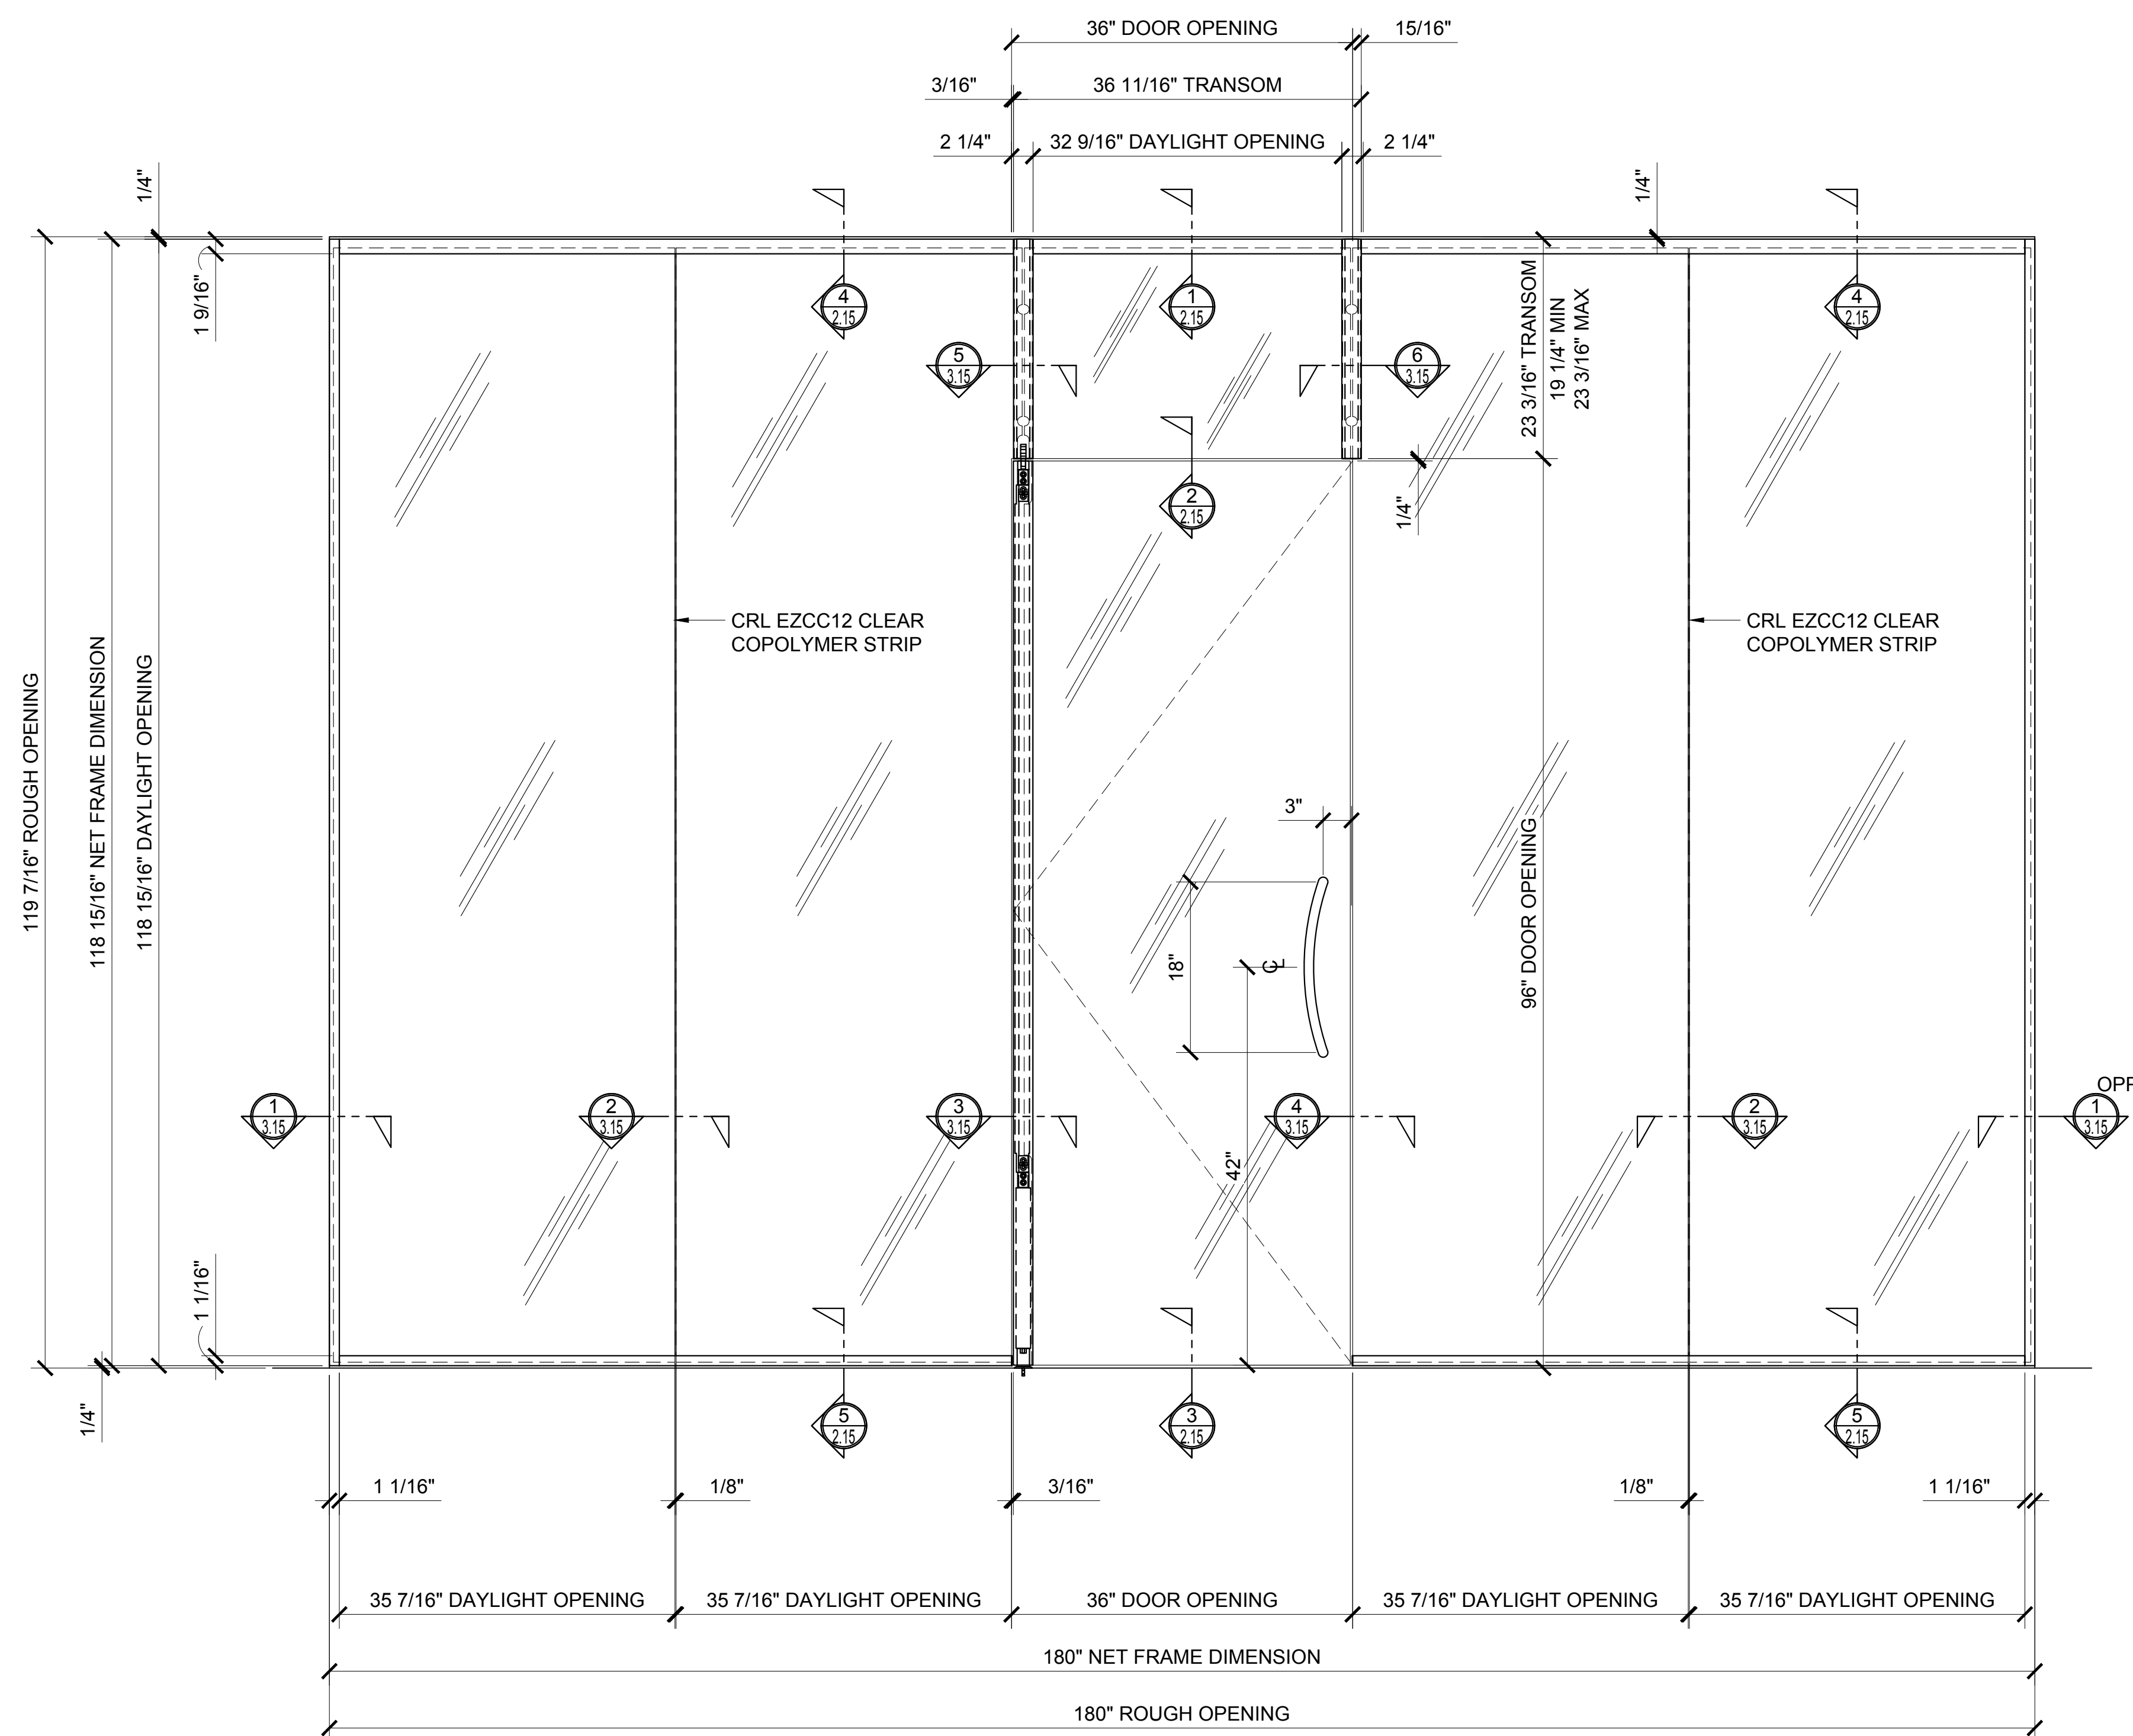 36" DOOR OPENING
15/16"
3/16"
36 11/16" TRANSOM
2 1/4"
32 9/16" DAYLIGHT OPENING
2 1/4"
1/4"
1/4"
1 9/16"
4
2.15
1
2.15
4
2.15
5
3.15
6
3.15
23 3/16" TRANSOM
19 1/4" MIN
23 3/16" MAX
2
2.15
1/4"
CRL EZCC12 CLEAR
COPOLYMER STRIP
CRL EZCC12 CLEAR
COPOLYMER STRIP
119 7/16" ROUGH OPENING
118 15/16" NET FRAME DIMENSION
118 15/16" DAYLIGHT OPENING
3"
18"
CL
96" DOOR OPENING
OPP
1
3.15
2
3.15
3
3.15
4
3.15
2
3.15
1
3.15
42"
1 1/16"
1/4"
5
2.15
3
2.15
5
2.15
1 1/16"
1/8"
3/16"
1/8"
1 1/16"
35 7/16" DAYLIGHT OPENING
35 7/16" DAYLIGHT OPENING
36" DOOR OPENING
35 7/16" DAYLIGHT OPENING
35 7/16" DAYLIGHT OPENING
180" NET FRAME DIMENSION
180" ROUGH OPENING